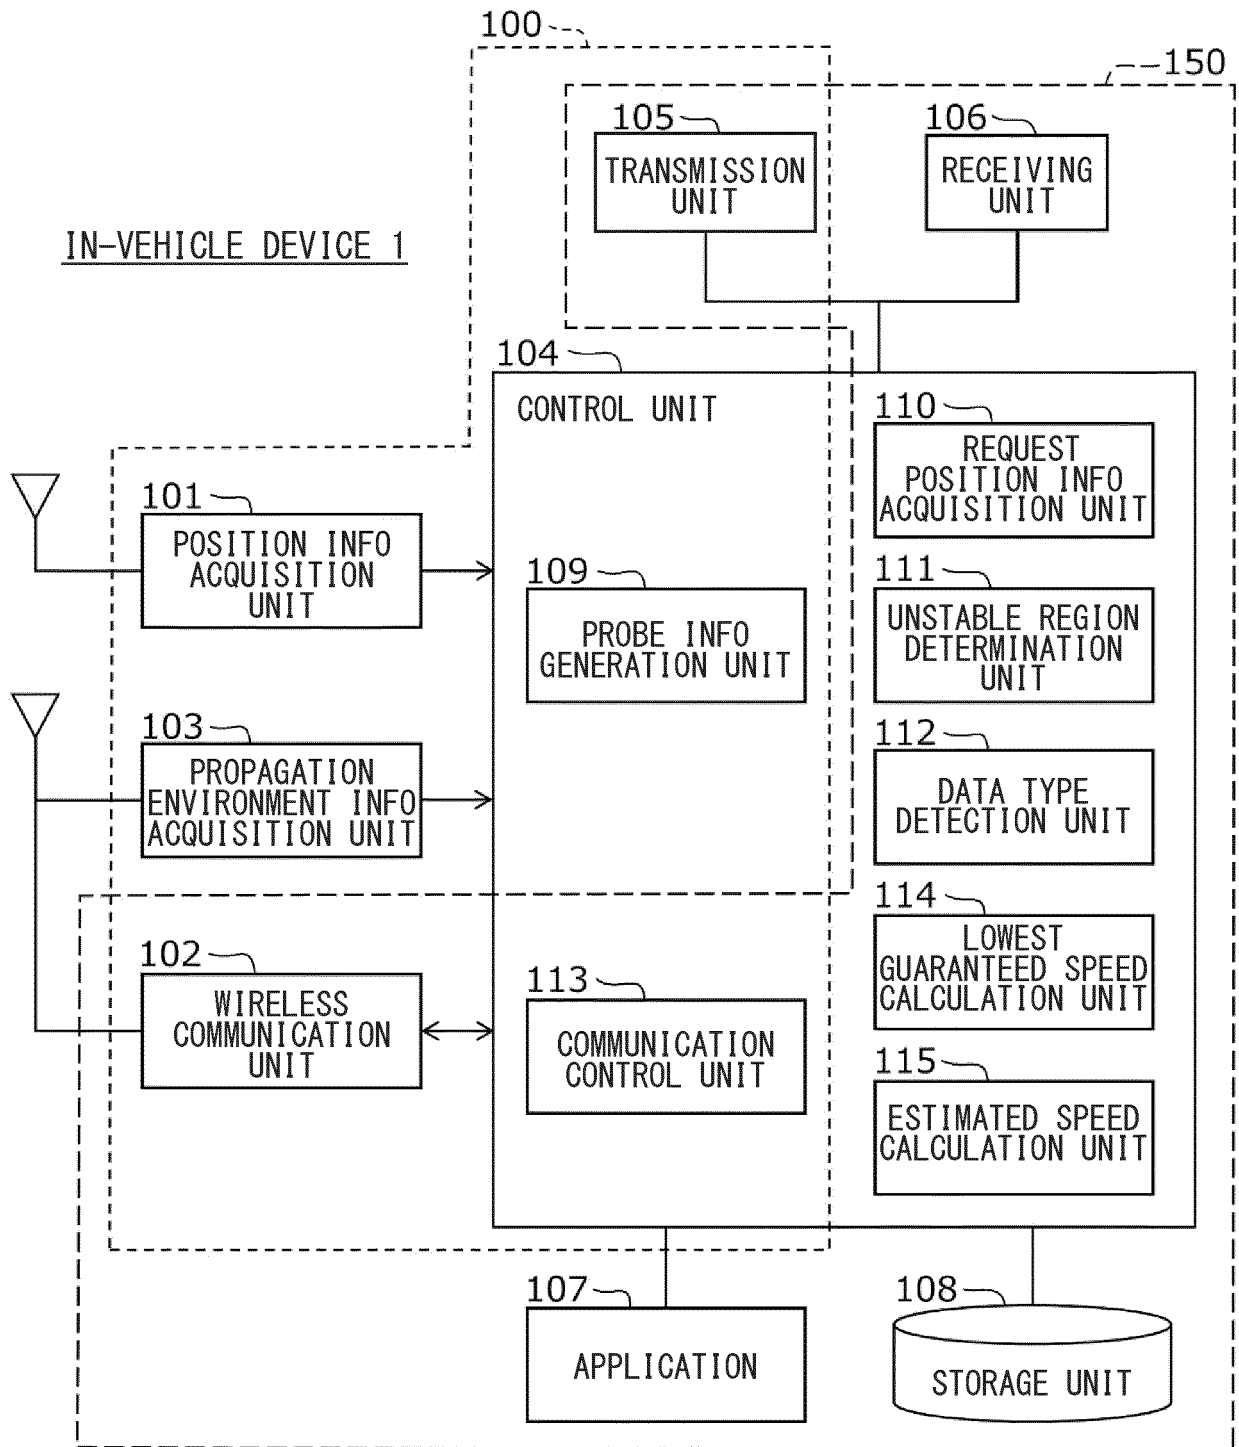 100
150
105
106
TRANSMISSION
UNIT
RECEIVING
UNIT
IN-VEHICLE DEVICE 1
104
CONTROL UNIT
110
REQUEST
POSITION INFO
ACQUISITION UNIT
101
POSITION INFO
ACQUISITION
UNIT
109
PROBE INFO
GENERATION UNIT
111
UNSTABLE REGION
DETERMINATION
UNIT
103
PROPAGATION
ENVIRONMENT INFO
ACQUISITION UNIT
112
DATA TYPE
DETECTION UNIT
114
LOWEST
GUARANTEED SPEED
CALCULATION UNIT
102
WIRELESS
COMMUNICATION
UNIT
113
COMMUNICATION
CONTROL UNIT
115
ESTIMATED SPEED
CALCULATION UNIT
107
APPLICATION
108
STORAGE UNIT